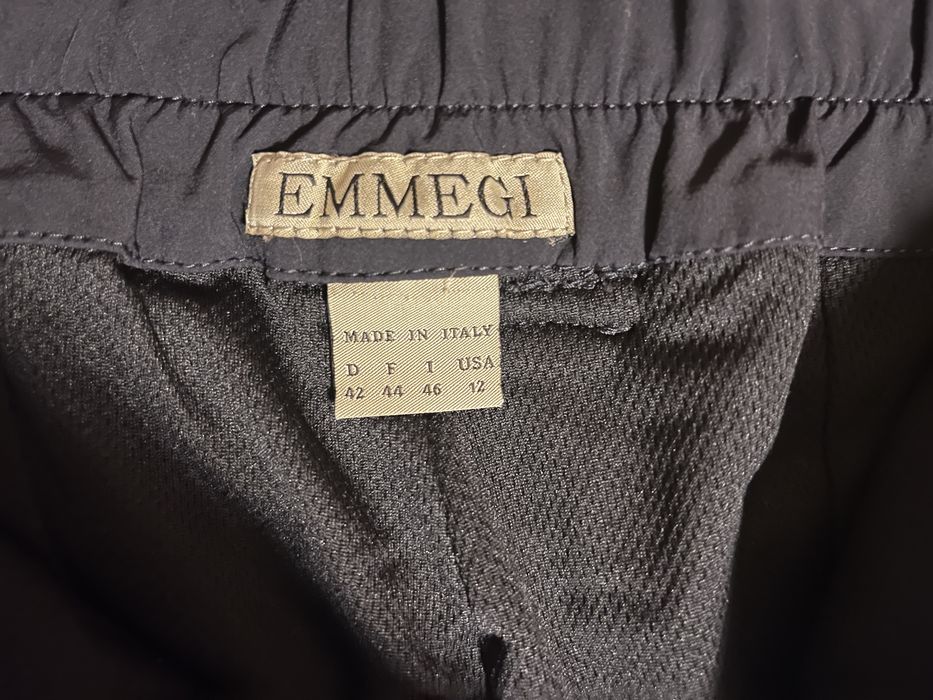 EMMEGI
MADE IN ITALY
D F I USA
42 44 46 12